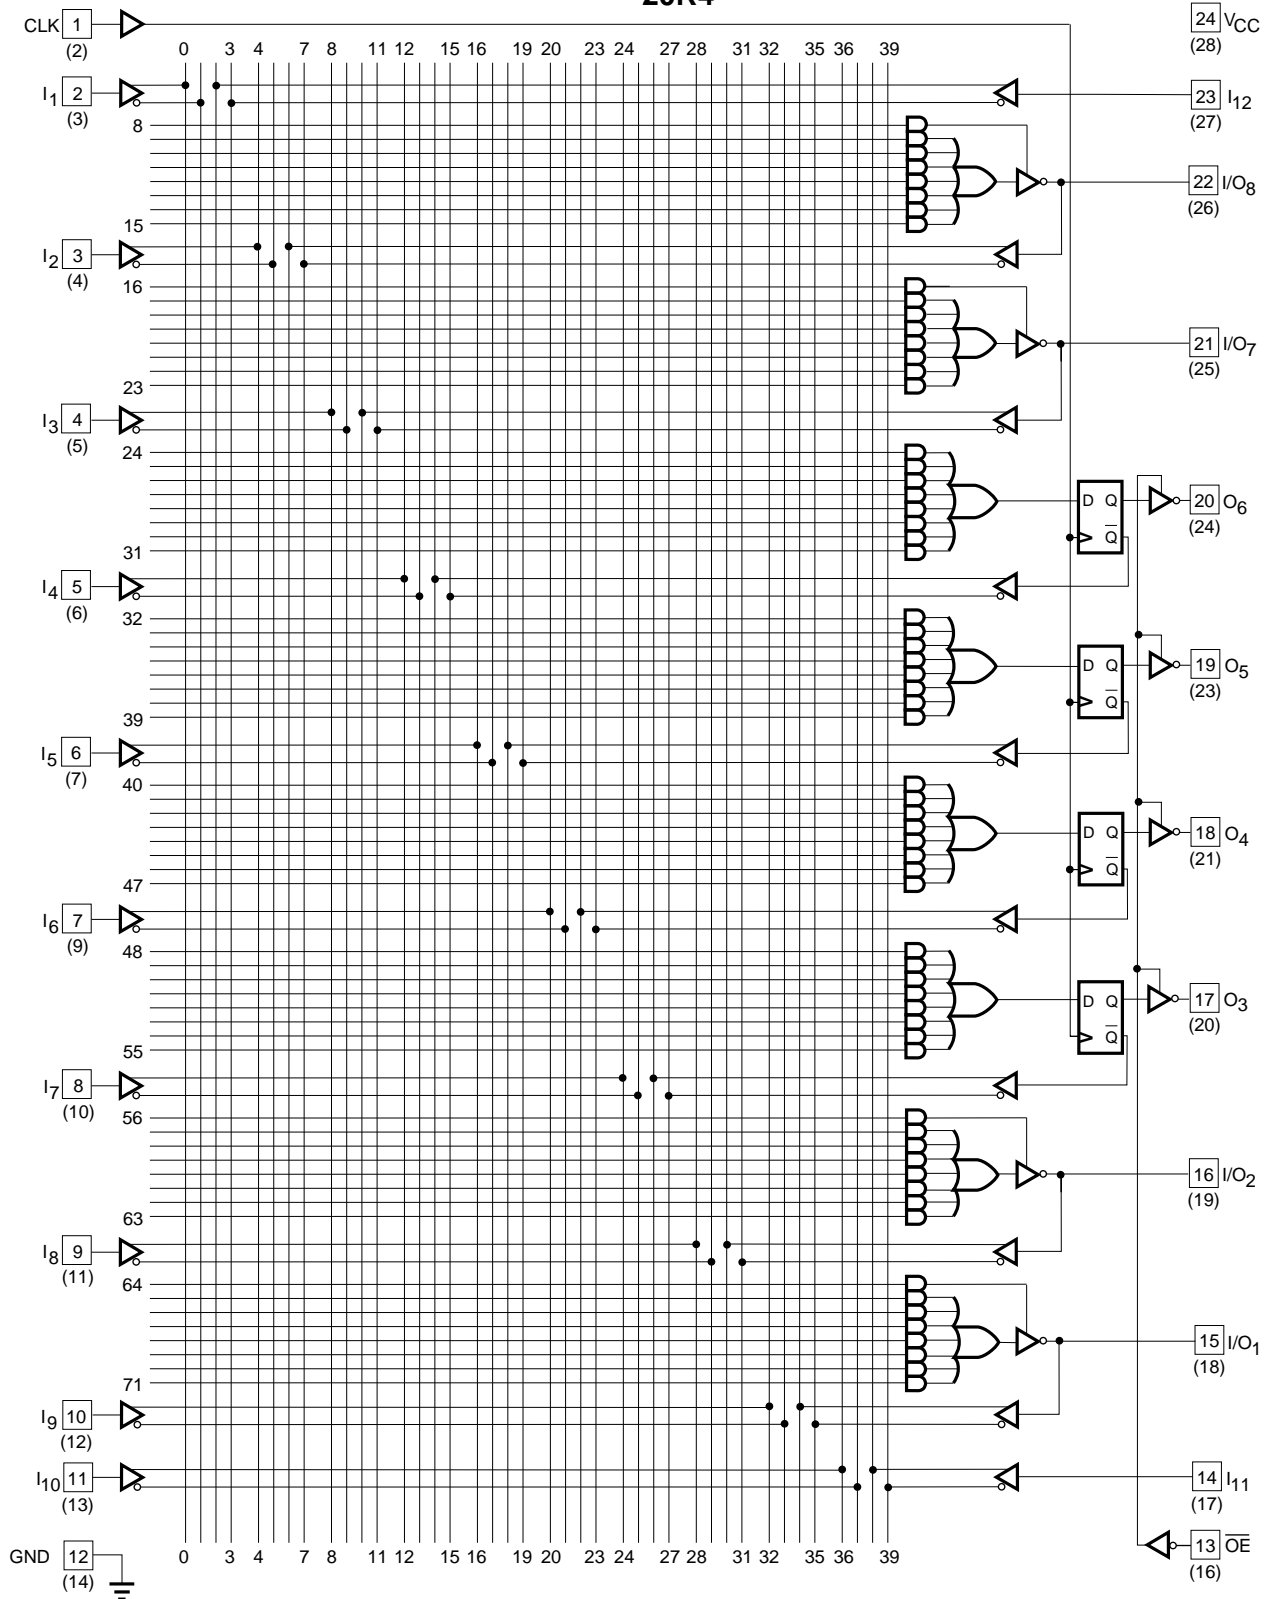 20R4
CLK 1 (2)
24 VCC (28)
0 3 4 7 8 11 12 15 16 19 20 23 24 27 28 31 32 35 36 39
I1 2 (3)
23 I12 (27)
8
22 I/O8 (26)
15
I2 3 (4)
16
21 I/O7 (25)
23
I3 4 (5)
24
D Q
20 O6 (24)
Q
31
I4 5 (6)
32
D Q
19 O5 (23)
Q
39
I5 6 (7)
40
D Q
18 O4 (21)
Q
47
I6 7 (9)
48
D Q
17 O3 (20)
Q
55
I7 8 (10)
56
16 I/O2 (19)
63
I8 9 (11)
64
15 I/O1 (18)
71
I9 10 (12)
I10 11 (13)
14 I11 (17)
GND 12 (14)
0 3 4 7 8 11 12 15 16 19 20 23 24 27 28 31 32 35 36 39
13 OE (16)